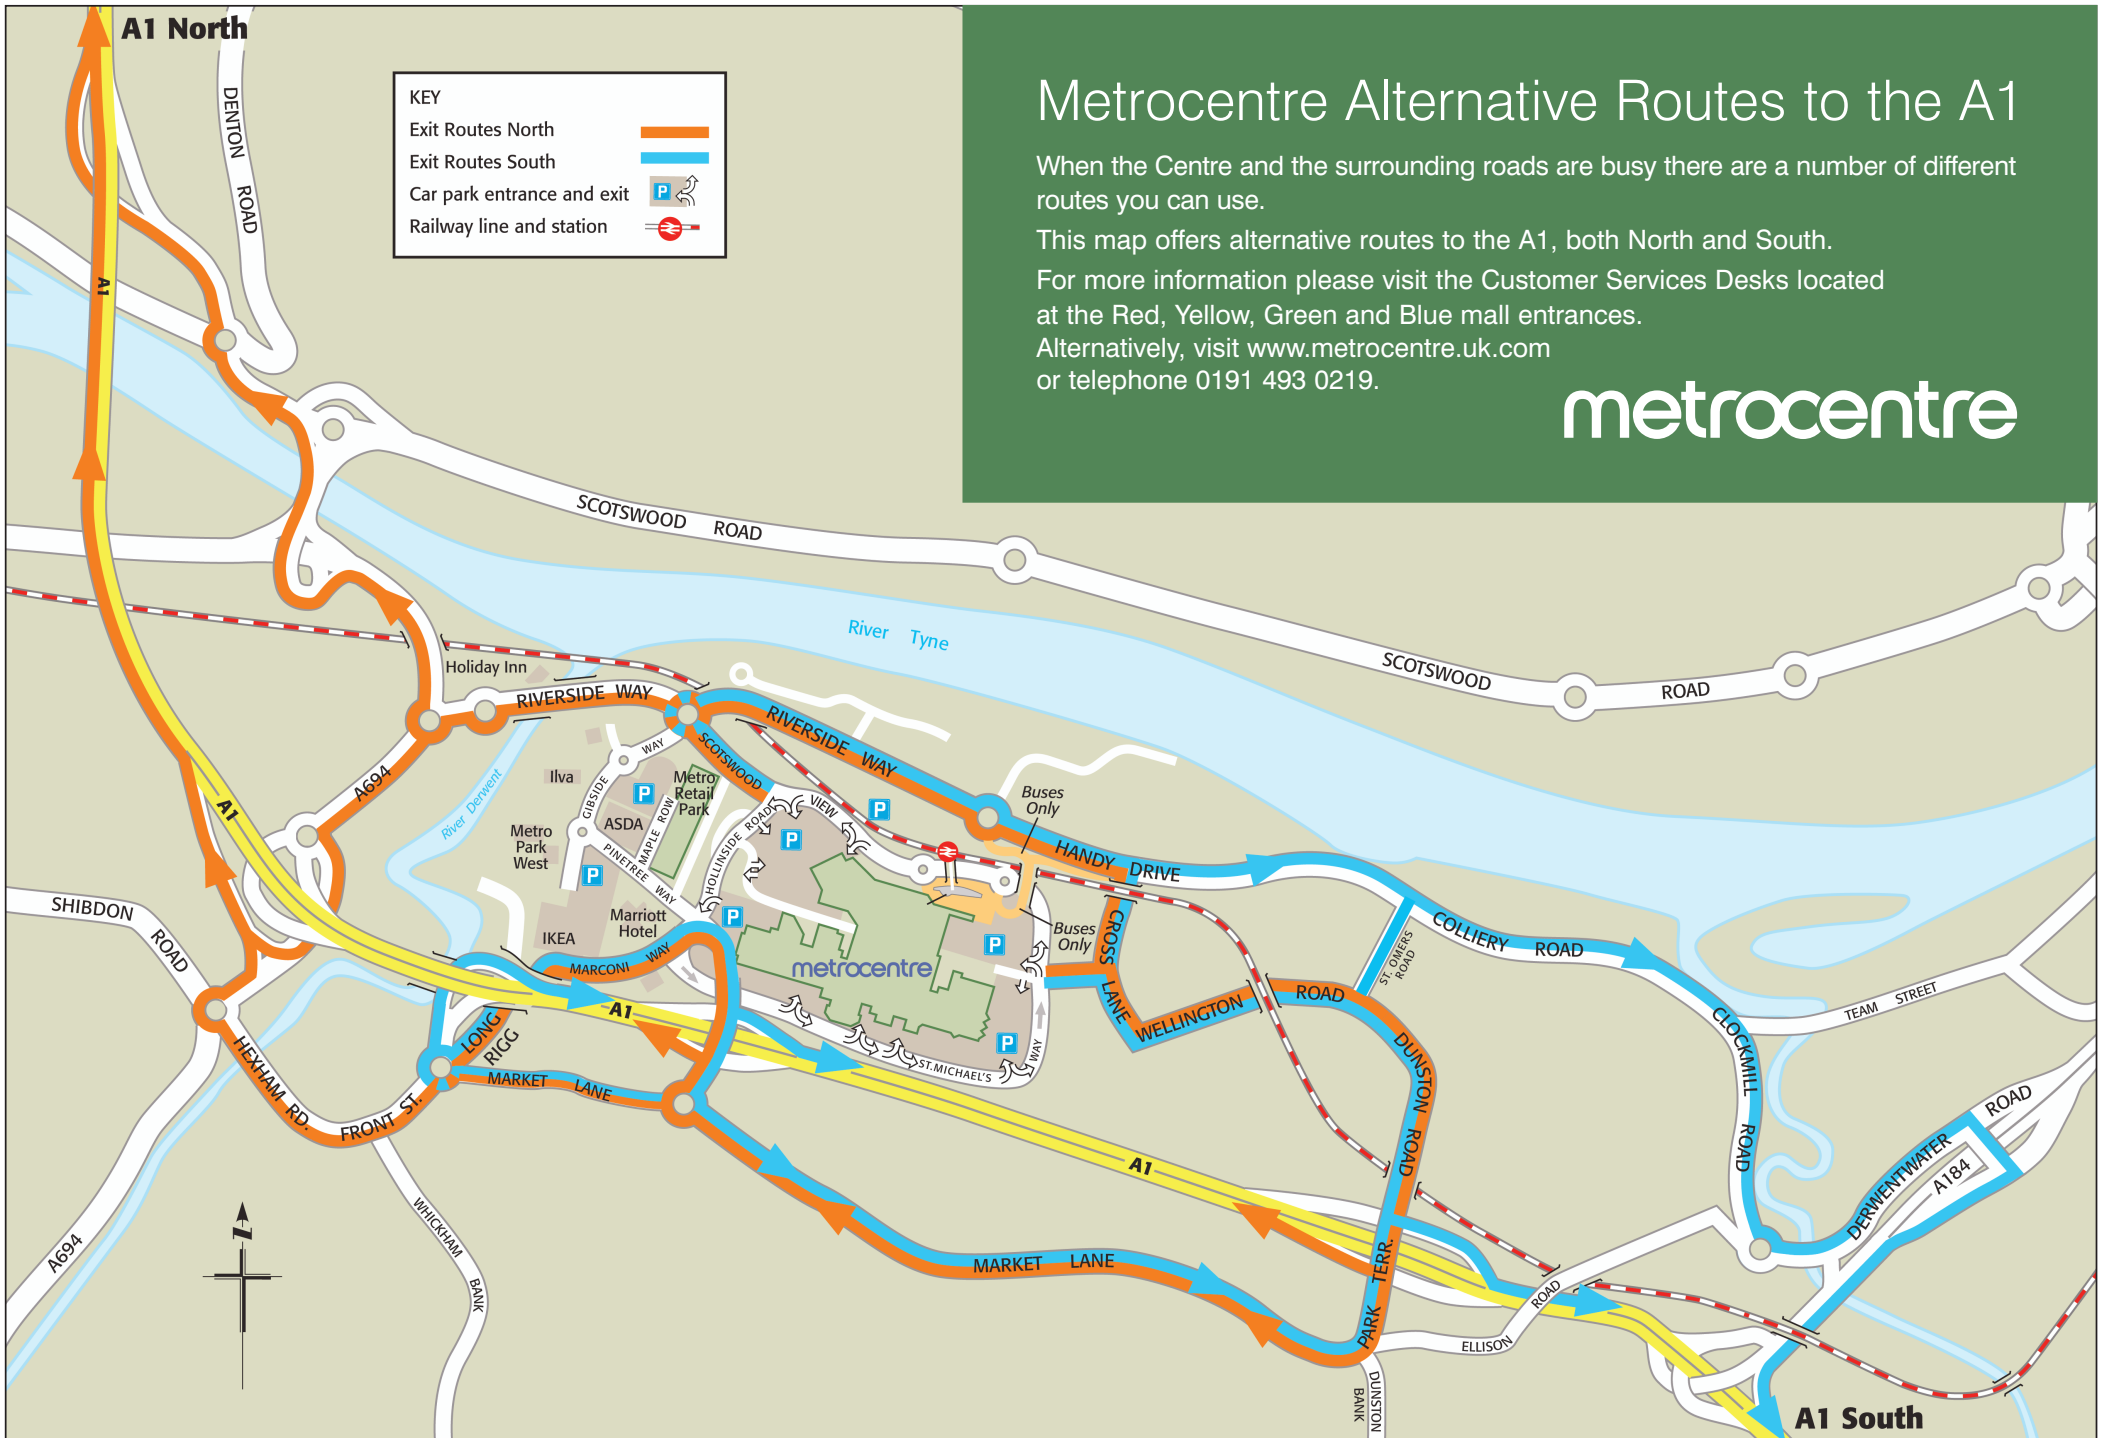 A1 North
KEY
Exit Routes North
Exit Routes South
Car park entrance and exit
P
Railway line and station
Metrocentre Alternative Routes to the A1
When the Centre and the surrounding roads are busy there are a number of different
routes you can use.
This map offers alternative routes to the A1, both North and South.
For more information please visit the Customer Services Desks located
at the Red, Yellow, Green and Blue mall entrances.
Alternatively, visit www.metrocentre.uk.com
or telephone 0191 493 0219.
metrocentre
DENTON ROAD
A1
SCOTSWOOD ROAD
River Tyne
SCOTSWOOD ROAD
Holiday Inn
RIVERSIDE WAY
RIVERSIDE WAY
SCOTSWOOD VIEW
WAY
GIBSIDE
Ilva
Metro
Retail
Park
P
P
Buses
Only
A694
A1
River Derwent
ASDA
MAPLE ROW
HOLLINSIDE ROAD
P
Metro
Park
West
PINETREE WAY
P
HANDY DRIVE
SHIBDON ROAD
Marriott
Hotel
P
IKEA
MARCONI WAY
Buses
Only
P
CROSS LANE
COLLIERY ROAD
ST. OMERS
ROAD
metrocentre
A1
WELLINGTON ROAD
TEAM STREET
LONG
RIGG
P
ST.MICHAEL'S WAY
HEXHAM RD.
FRONT ST.
MARKET LANE
DUNSTON ROAD
CLOCKMILL ROAD
DERWENTWATER ROAD
A184
A1
WHICKHAM BANK
A694
N
MARKET LANE
PARK TERR.
ELLISON ROAD
DUNSTON
BANK
A1 South